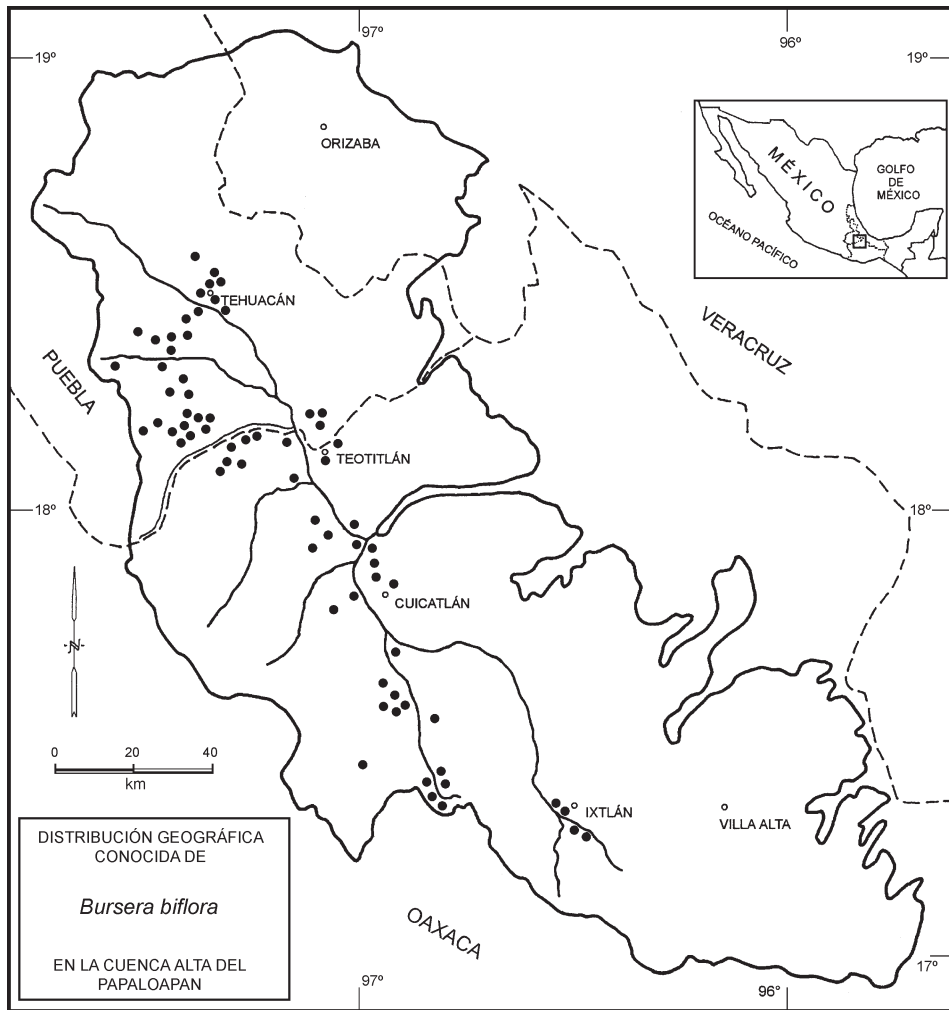 97º
96º
19º
19º
ORIZABA
MÉXICO
GOLFO
DE
MÉXICO
OCÉANO PACÍFICO
TEHUACÁN
VERACRUZ
PUEBLA
TEOTITLÁN
18º
18º
CUICATLÁN
N
0 20 40
km
IXTLÁN
VILLA ALTA
DISTRIBUCIÓN GEOGRÁFICA
CONOCIDA DE
Bursera biflora
EN LA CUENCA ALTA DEL
PAPALOAPAN
OAXACA
17º
97º
96º